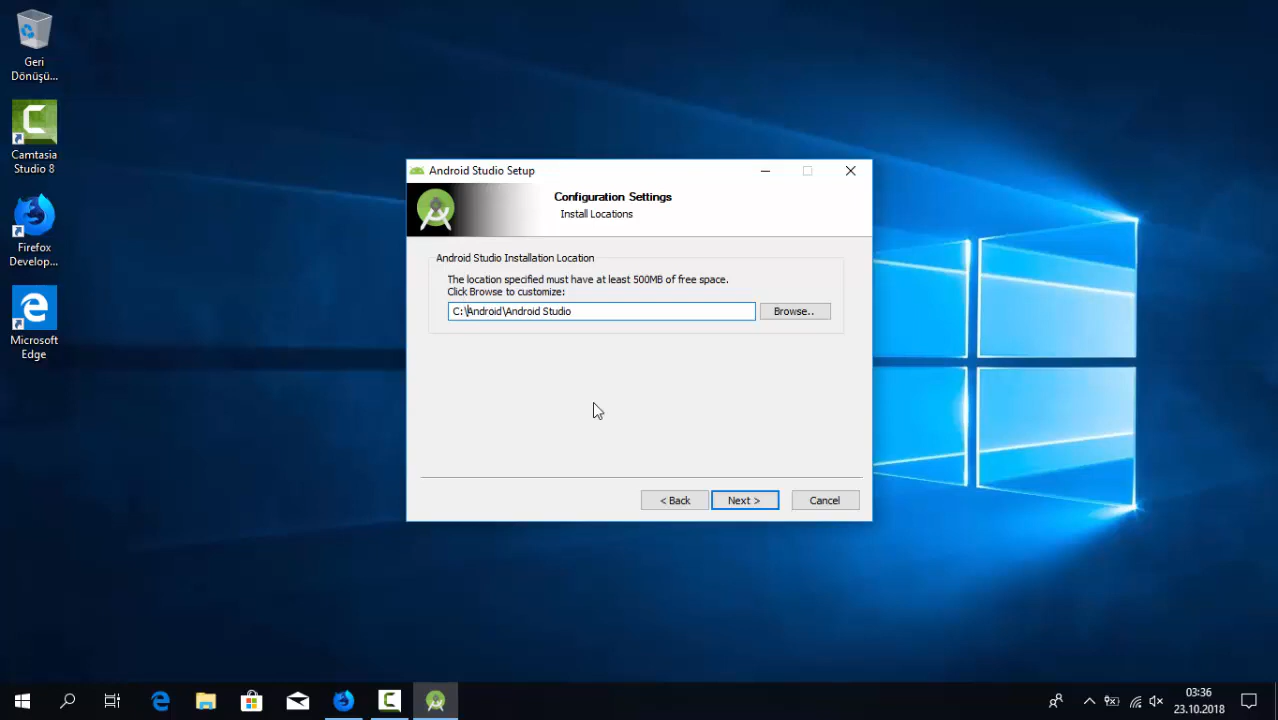 Geri
Dönüşü...
Camtasia
Studio 8
Firefox
Develop...
Microsoft
Edge
Android Studio Setup
Configuration Settings
Install Locations
Android Studio Installation Location
The location specified must have at least 500MB of free space.
Click Browse to customize:
C:\Android\Android Studio
Browse..
< Back
Next >
Cancel
03:36
23.10.2018